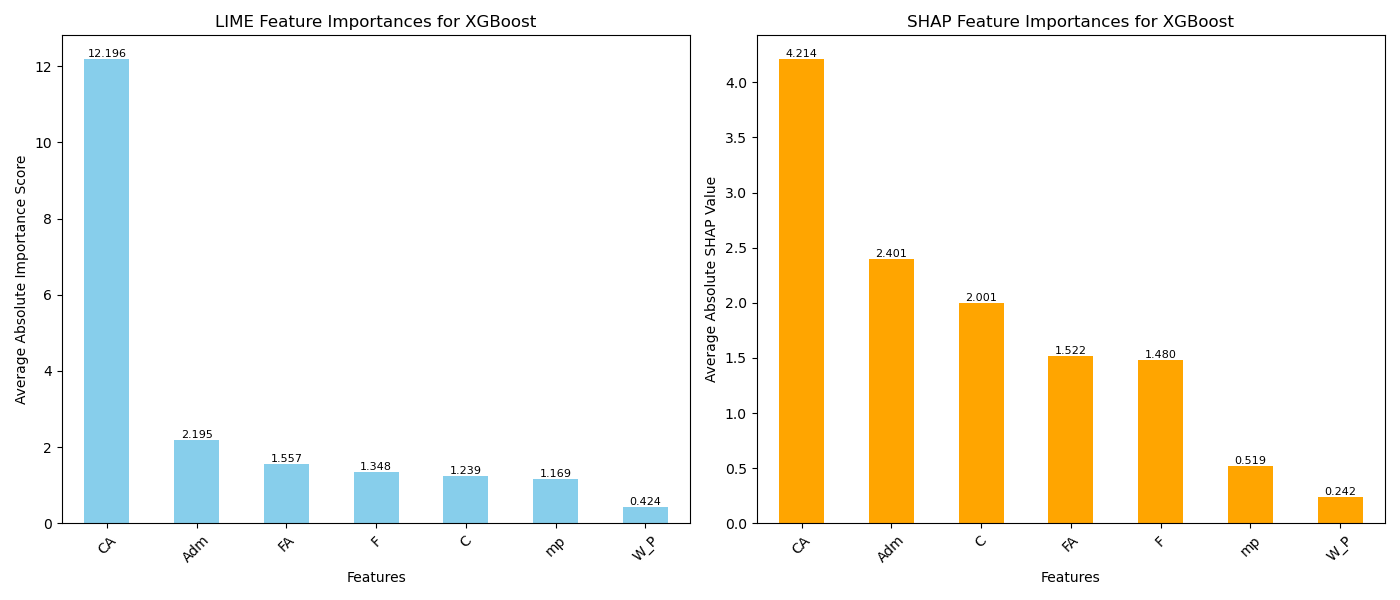 LIME Feature Importances for XGBoost
Average Absolute Importance Score
12
10
8
6
4
2
0
12.196
2.195
1.557
1.348
1.239
1.169
0.424
CA
Adm
FA
F
C
mp
W_P
Features
SHAP Feature Importances for XGBoost
Average Absolute SHAP Value
4.0
3.5
3.0
2.5
2.0
1.5
1.0
0.5
0.0
4.214
2.401
2.001
1.522
1.480
0.519
0.242
CA
Adm
C
FA
F
mp
W_P
Features